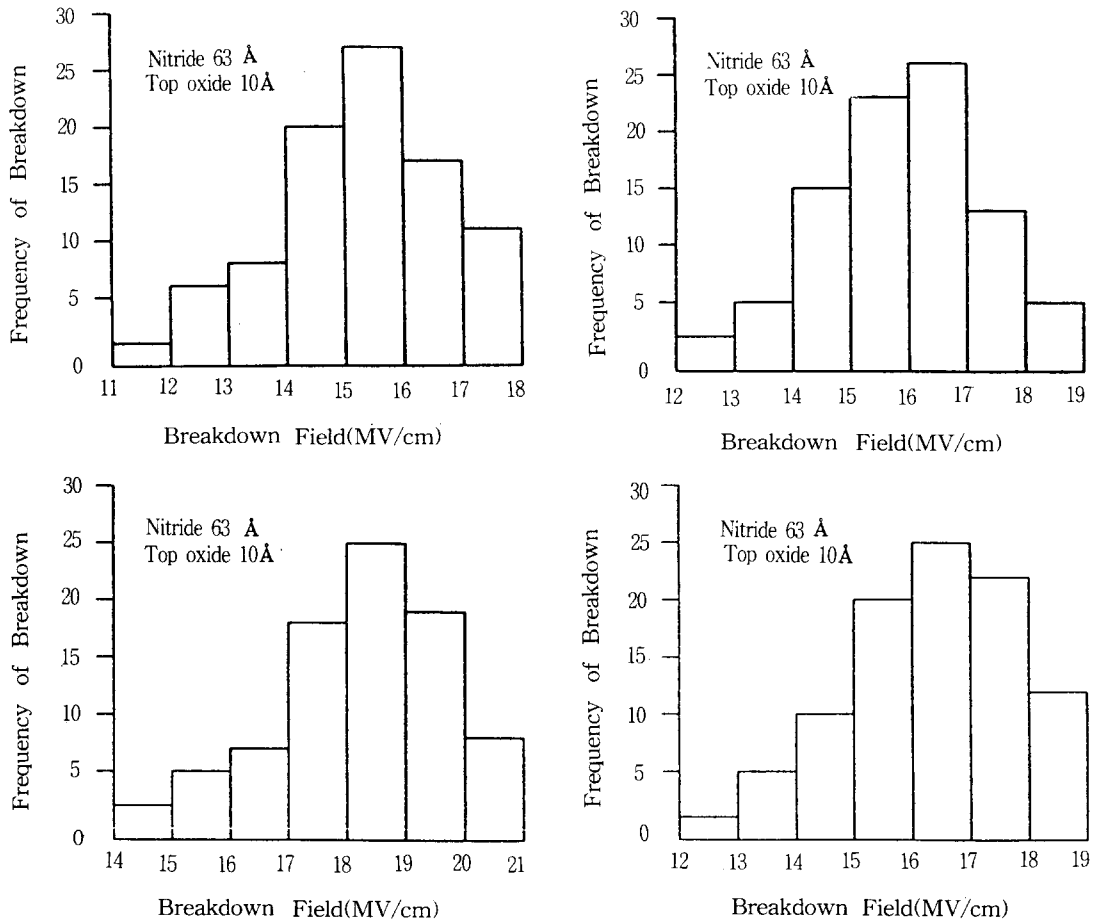 Frequency of Breakdown
30
25
20
15
10
5
0
Nitride 63 Å
Top oxide 10Å
11 12 13 14 15 16 17 18
Breakdown Field(MV/cm)
Frequency of Breakdown
30
25
20
15
10
5
0
Nitride 63 Å
Top oxide 10Å
12 13 14 15 16 17 18 19
Breakdown Field(MV/cm)
Frequency of Breakdown
30
25
20
15
10
5
0
Nitride 63 Å
Top oxide 10Å
14 15 16 17 18 19 20 21
Breakdown Field(MV/cm)
Frequency of Breakdown
30
25
20
15
10
5
0
Nitride 63 Å
Top oxide 10Å
12 13 14 15 16 17 18 19
Breakdown Field(MV/cm)